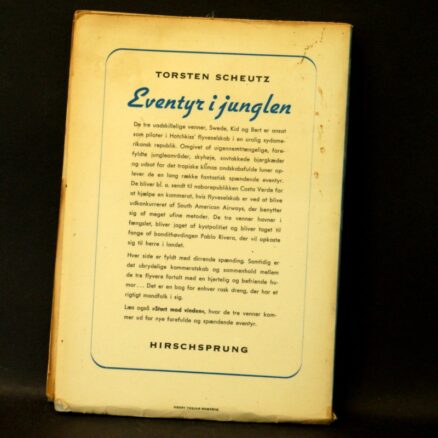 TORSTEN SCHEUTZ
Eventyr i junglen
De tre uadskillelige venner, Swede, Kid og Bert er ansat
som piloter i Hotchkiss' flyveselskab i en urolig sydame-
rikansk republik. Omgivet af uigennemtrængelige, fare-
fyldte jungleområder, skyhøje, savtakkede bjergkæder
og udsat for det tropiske klimas ondskabsfulde luner op-
lever de en lang række fantastisk spændende eventyr.
De bliver bl. a. sendt til naborepublikken Costa Verde for
at hjælpe en kammerat, hvis flyveselskab er ved at blive
udkonkurreret af South American Airways, der benytter
sig af meget ufine metoder. De tre venner havner i
fængslet, bliver jaget af kystpolitiet og bliver taget til
fange af bandithøvdingen Pablo Rivera, der vil opkaste
sig til herre i landet.
Hver side er fyldt med dirrende spænding. Samtidig er
det ubrydelige kammeratskab og sammenhold mellem
de tre flyvere fortalt med en hjertelig og befriende hu-
mor... Det er en bog for enhver rask dreng, der har et
rigtigt mandfolk i sig.
Læs også »Start mod vinden«, hvor de tre venner kom-
mer ud for nye farefulde og spændende eventyr.
HIRSCHSPRUNG